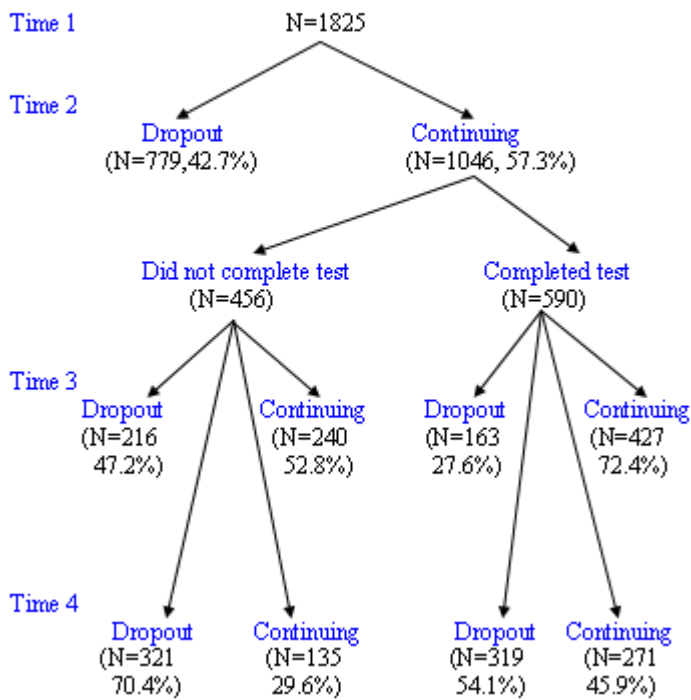 Time 1
N=1825
Time 2
Dropout
(N=779,42.7%)
Continuing
(N=1046, 57.3%)
Did not complete test
(N=456)
Completed test
(N=590)
Time 3
Dropout
(N=216
47.2%)
Continuing
(N=240
52.8%)
Dropout
(N=163
27.6%)
Continuing
(N=427
72.4%)
Time 4
Dropout
(N=321
70.4%)
Continuing
(N=135
29.6%)
Dropout
(N=319
54.1%)
Continuing
(N=271
45.9%)